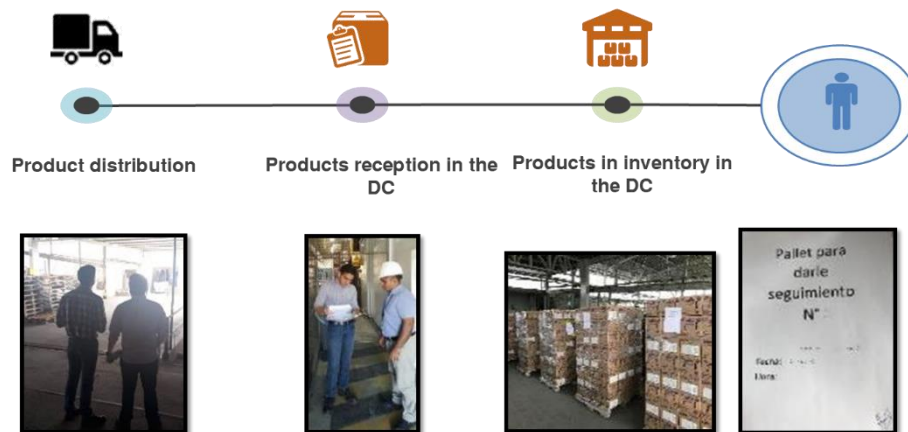 Product distribution
Products reception in the
DC
Products in inventory in
the DC
Pallet para
darle
seguimiento
N° :
Fecha:
Hora: